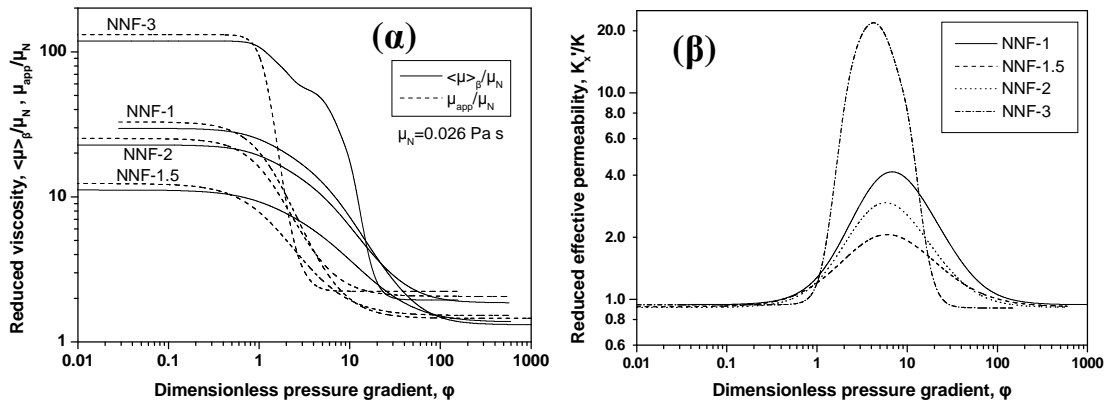 NNF-3
(α)
100
<μ>β/μN
μapp/μN
μN=0.026 Pa s
NNF-1
NNF-2
NNF-1.5
10
1
0.01 0.1 1 10 100 1000
Dimensionless pressure gradient, φ
Reduced viscosity, <μ>β/μN , μapp/μN
(β)
NNF-1
NNF-1.5
NNF-2
NNF-3
20.0
10.0
8.0
6.0
4.0
2.0
1.0
0.8
0.6
0.01 0.1 1 10 100 1000
Dimensionless pressure gradient, φ
Reduced effective permeability, Kx'/K